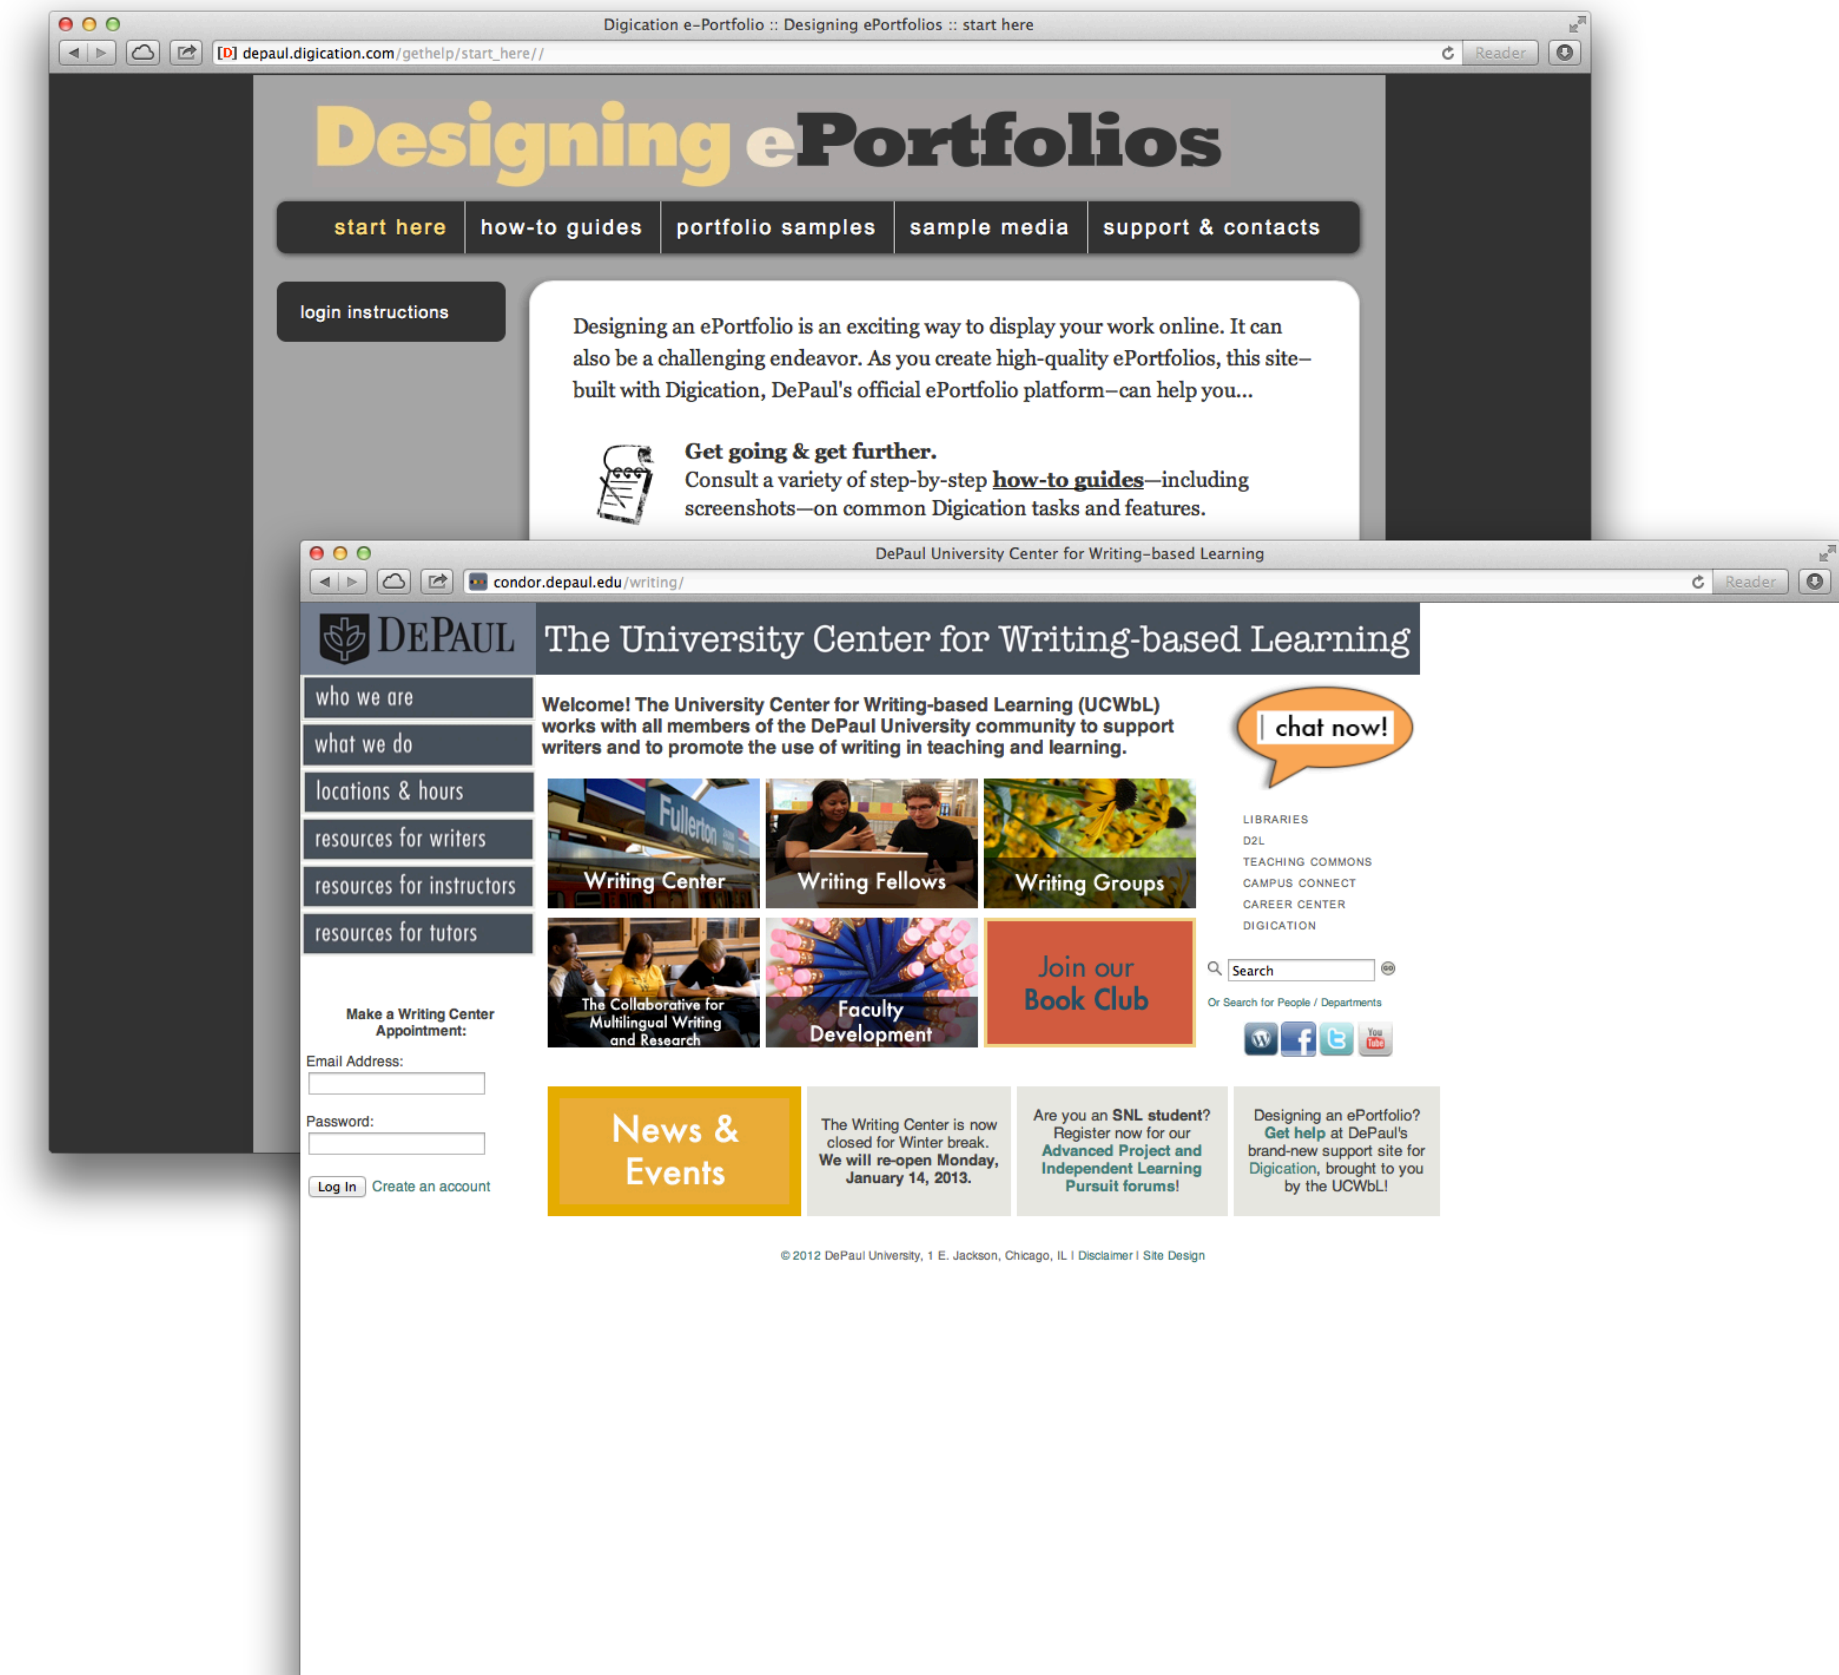 Digication e-Portfolio :: Designing ePortfolios :: start here
[D] depaul.digication.com/gethelp/start_here//
Reader
Designing ePortfolios
start here
how-to guides
portfolio samples
sample media
support & contacts
login instructions
Designing an ePortfolio is an exciting way to display your work online. It can
also be a challenging endeavor. As you create high-quality ePortfolios, this site–
built with Digication, DePaul's official ePortfolio platform–can help you...
Get going & get further.
Consult a variety of step-by-step how-to guides—including
screenshots—on common Digication tasks and features.
DePaul University Center for Writing-based Learning
condor.depaul.edu/writing/
Reader
DEPAUL
The University Center for Writing-based Learning
who we are
what we do
locations & hours
resources for writers
resources for instructors
resources for tutors
Make a Writing Center
Appointment:
Email Address:
Password:
Log In
Create an account
Welcome! The University Center for Writing-based Learning (UCWbL)
works with all members of the DePaul University community to support
writers and to promote the use of writing in teaching and learning.
Fullerton
Writing Center
Writing Fellows
Writing Groups
The Collaborative for
Multilingual Writing
and Research
Faculty
Development
Join our
Book Club
chat now!
LIBRARIES
D2L
TEACHING COMMONS
CAMPUS CONNECT
CAREER CENTER
DIGICATION
Search
Or Search for People / Departments
You
Tube
News &
Events
The Writing Center is now
closed for Winter break.
We will re-open Monday,
January 14, 2013.
Are you an SNL student?
Register now for our
Advanced Project and
Independent Learning
Pursuit forums!
Designing an ePortfolio?
Get help at DePaul's
brand-new support site for
Digication, brought to you
by the UCWbL!
© 2012 DePaul University, 1 E. Jackson, Chicago, IL | Disclaimer | Site Design